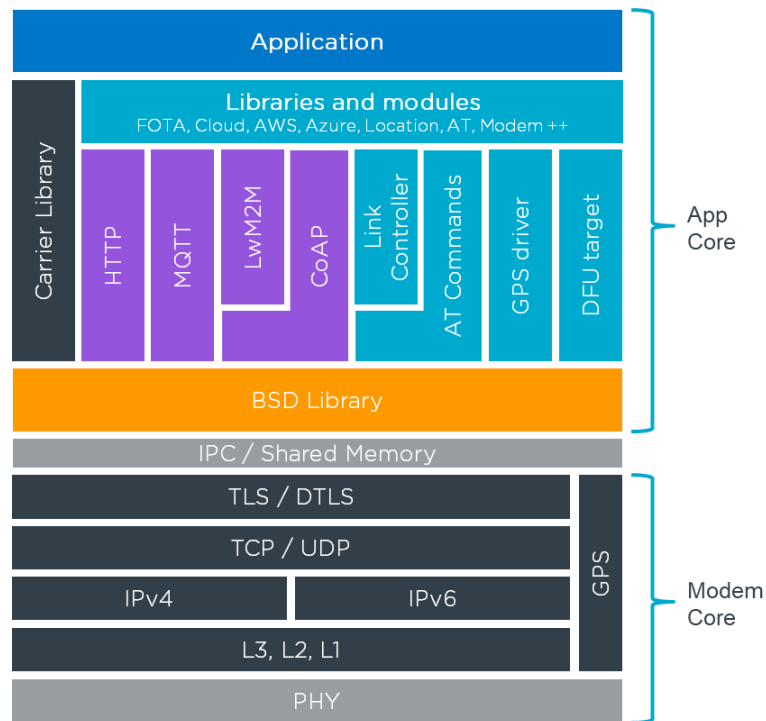 Application
Carrier Library
Libraries and modules
FOTA, Cloud, AWS, Azure, Location, AT, Modem ++
HTTP
MQTT
LwM2M
CoAP
Link
Controller
AT Commands
GPS driver
DFU target
App
Core
BSD Library
IPC / Shared Memory
TLS / DTLS
TCP / UDP
IPv4
IPv6
GPS
Modem
Core
L3, L2, L1
PHY